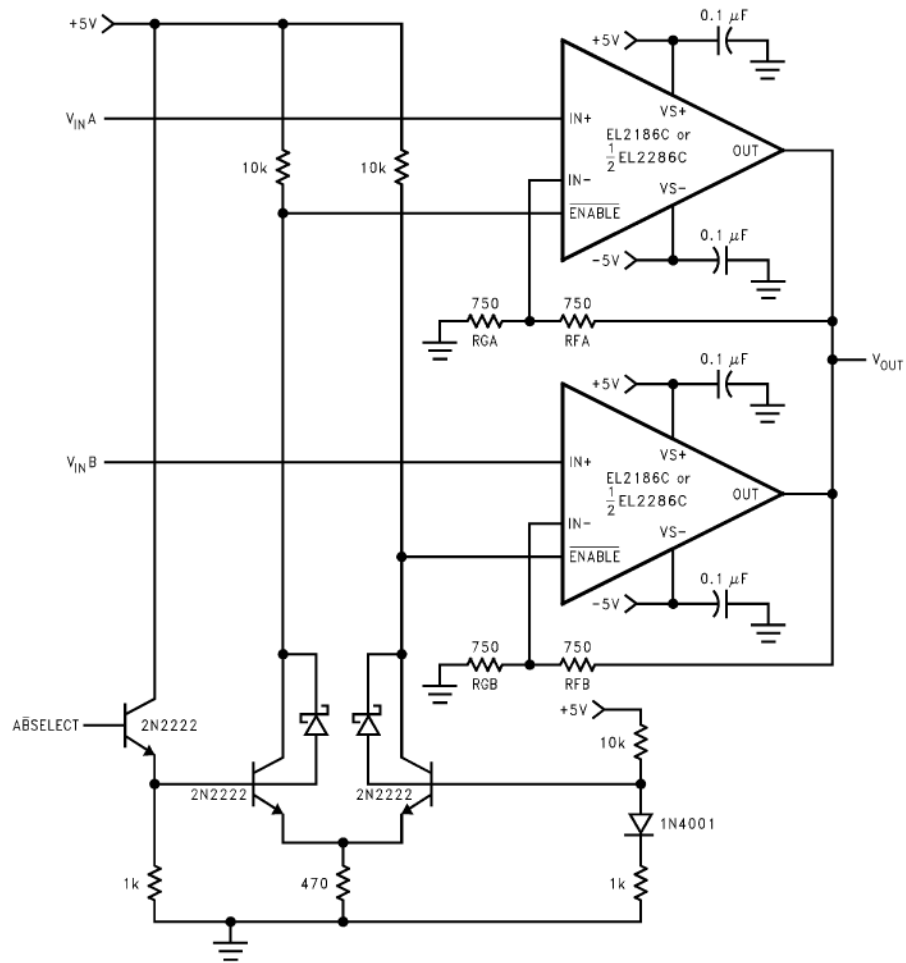 +5V
0.1 μF
+5V
V_IN A
IN+
VS+
EL2186C or
10k
10k
½ EL2286C
OUT
IN-
VS-
E̅N̅A̅B̅L̅E̅
0.1 μF
-5V
750
750
RGA
RFA
0.1 μF
V_OUT
+5V
V_IN B
IN+
VS+
EL2186C or
½ EL2286C
OUT
IN-
VS-
E̅N̅A̅B̅L̅E̅
0.1 μF
-5V
750
750
RGB
RFB
+5V
AB̅SELECT
2N2222
10k
2N2222
2N2222
1N4001
1k
470
1k